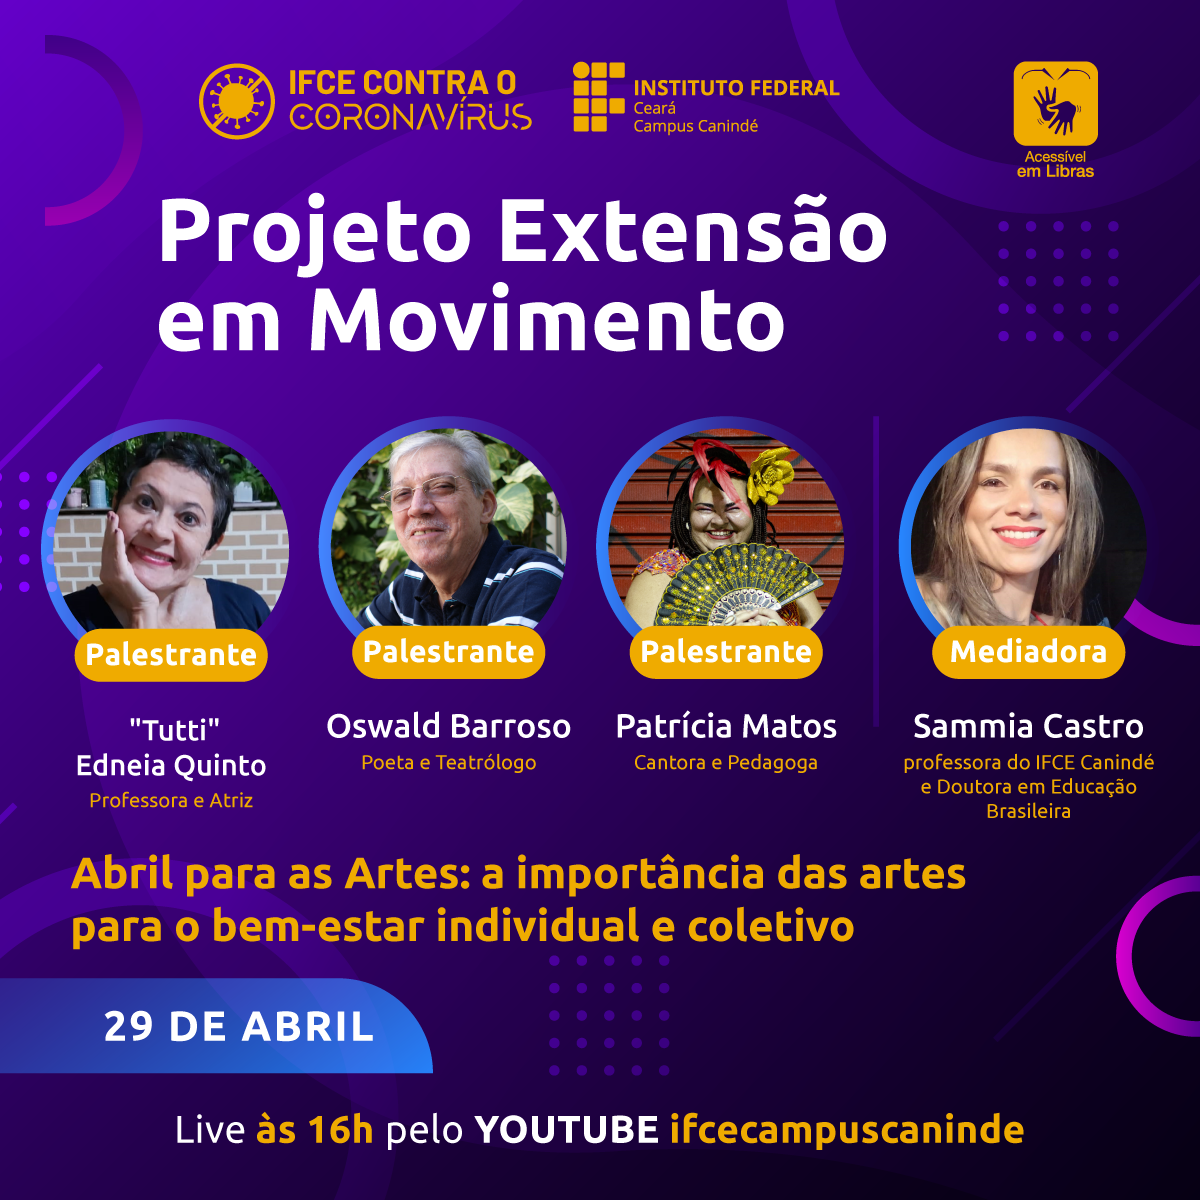 IFCE CONTRA O
CORONAVÍRUS
INSTITUTO FEDERAL
Ceará
Campus Canindé
Acessível
em Libras
Projeto Extensão
em Movimento
Palestrante
"Tutti"
Edneia Quinto
Professora e Atriz
Palestrante
Oswald Barroso
Poeta e Teatrólogo
Palestrante
Patrícia Matos
Cantora e Pedagoga
Mediadora
Sammia Castro
professora do IFCE Canindé
e Doutora em Educação
Brasileira
Abril para as Artes: a importância das artes
para o bem-estar individual e coletivo
29 DE ABRIL
Live às 16h pelo YOUTUBE ifcecampuscaninde